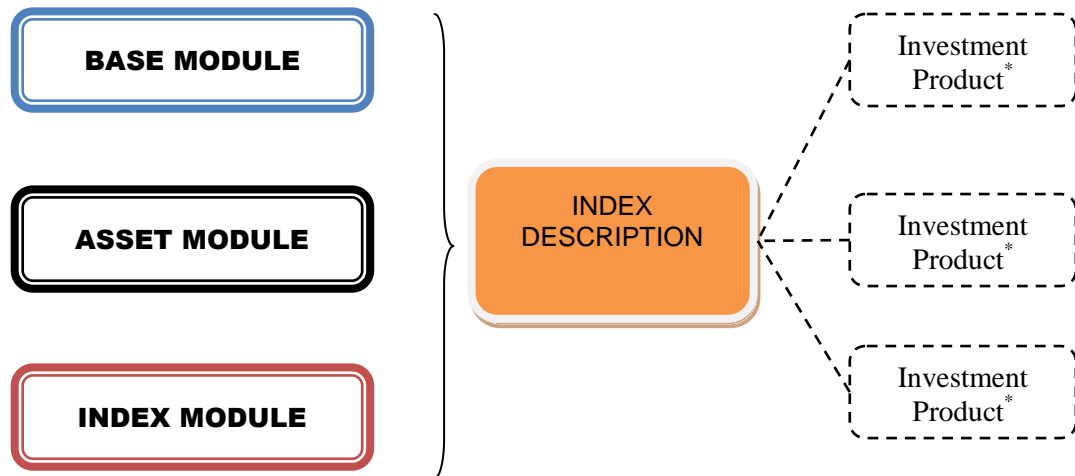 BASE MODULE
ASSET MODULE
INDEX MODULE
INDEX
DESCRIPTION
Investment
Product*
Investment
Product*
Investment
Product*